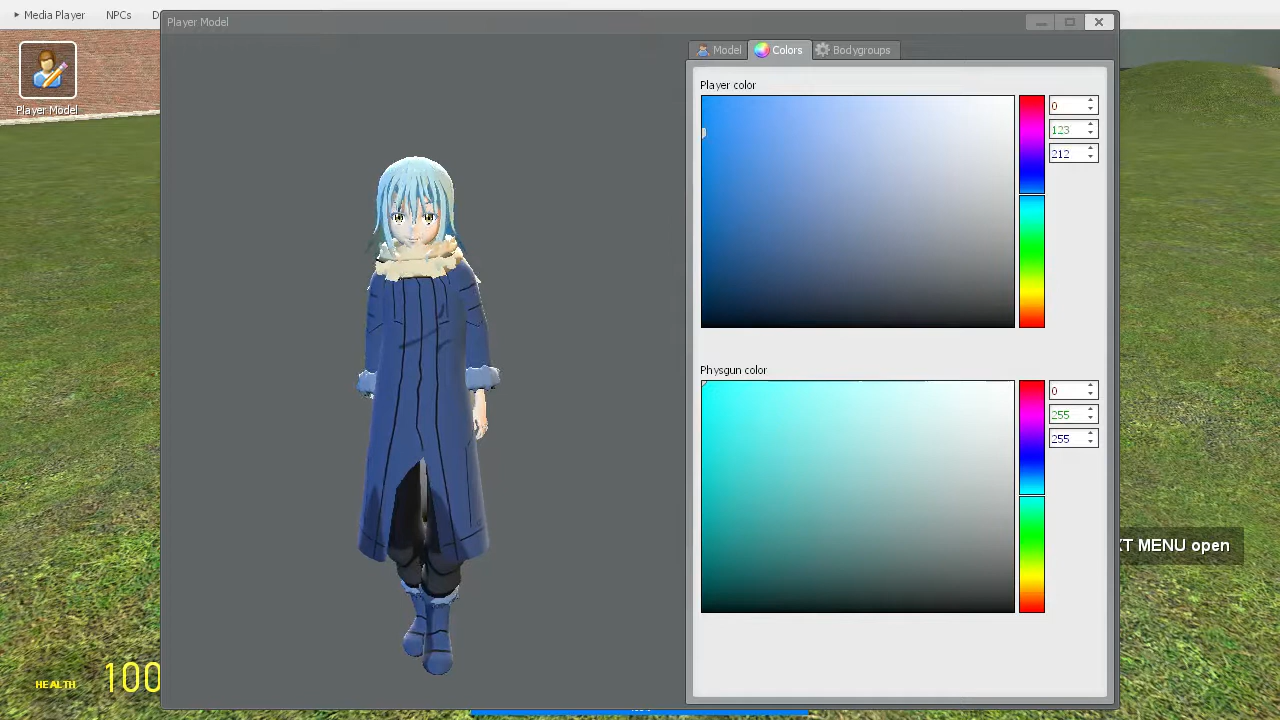 Media Player NPCs D
Player Model
Player Model
Model Colors Bodygroups
Player color
0
123
212
Physgun color
0
255
255
XT MENU open
HEALTH 100